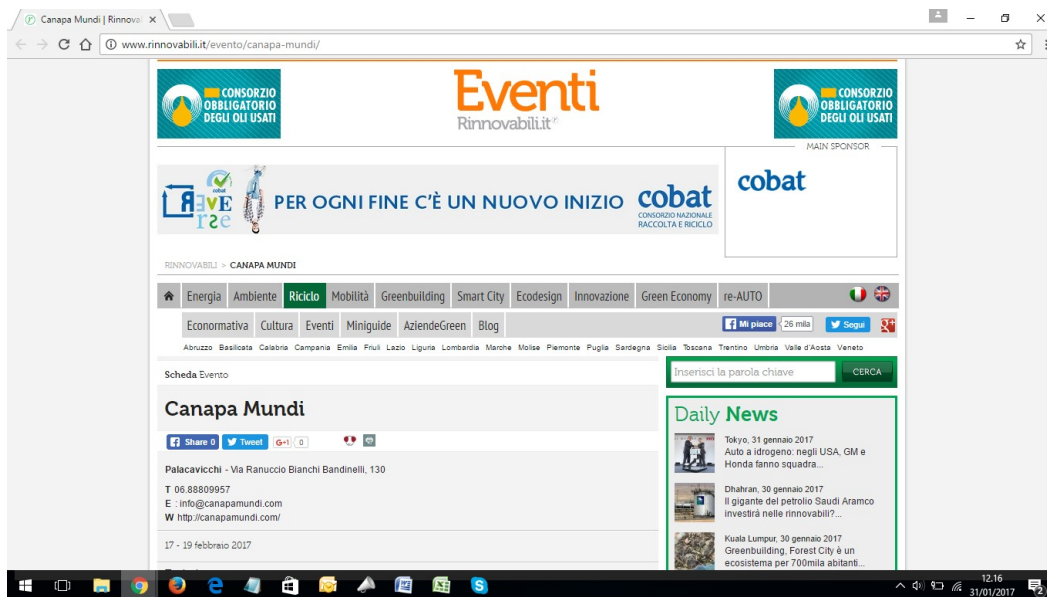 Canapa Mundi | Rinnova
www.rinnovabili.it/evento/canapa-mundi/
CONSORZIO
OBBLIGATORIO
DEGLI OLI USATI
Eventi
Rinnovabili.it
CONSORZIO
OBBLIGATORIO
DEGLI OLI USATI
MAIN SPONSOR
cobat
cobat
REVERSE
PER OGNI FINE C'È UN NUOVO INIZIO
cobat
CONSORZIO NAZIONALE
RACCOLTA E RICICLO
RINNOVABILI > CANAPA MUNDI
Energia Ambiente Riciclo Mobilità Greenbuilding Smart City Ecodesign Innovazione Green Economy re-AUTO
Econormativa Cultura Eventi Miniguide AziendeGreen Blog
Mi piace 26 mila Segui
Abruzzo Basilicata Calabria Campania Emilia Friuli Lazio Liguria Lombardia Marche Molise Piemonte Puglia Sardegna Sicilia Toscana Trentino Umbria Valle d'Aosta Veneto
Scheda Evento
Inserisci la parola chiave CERCA
Canapa Mundi
Share 0 Tweet G+1 0
Palacavicchi - Via Ranuccio Bianchi Bandinelli, 130
T 06.88809957
E : info@canapamundi.com
W http://canapamundi.com/
17 - 19 febbraio 2017
Daily News
Tokyo, 31 gennaio 2017
Auto a idrogeno: negli USA, GM e
Honda fanno squadra...
Dhahran, 30 gennaio 2017
Il gigante del petrolio Saudi Aramco
investirà nelle rinnovabili?...
Kuala Lumpur, 30 gennaio 2017
Greenbuilding, Forest City è un
ecosistema per 700mila abitanti...
12.16
31/01/2017